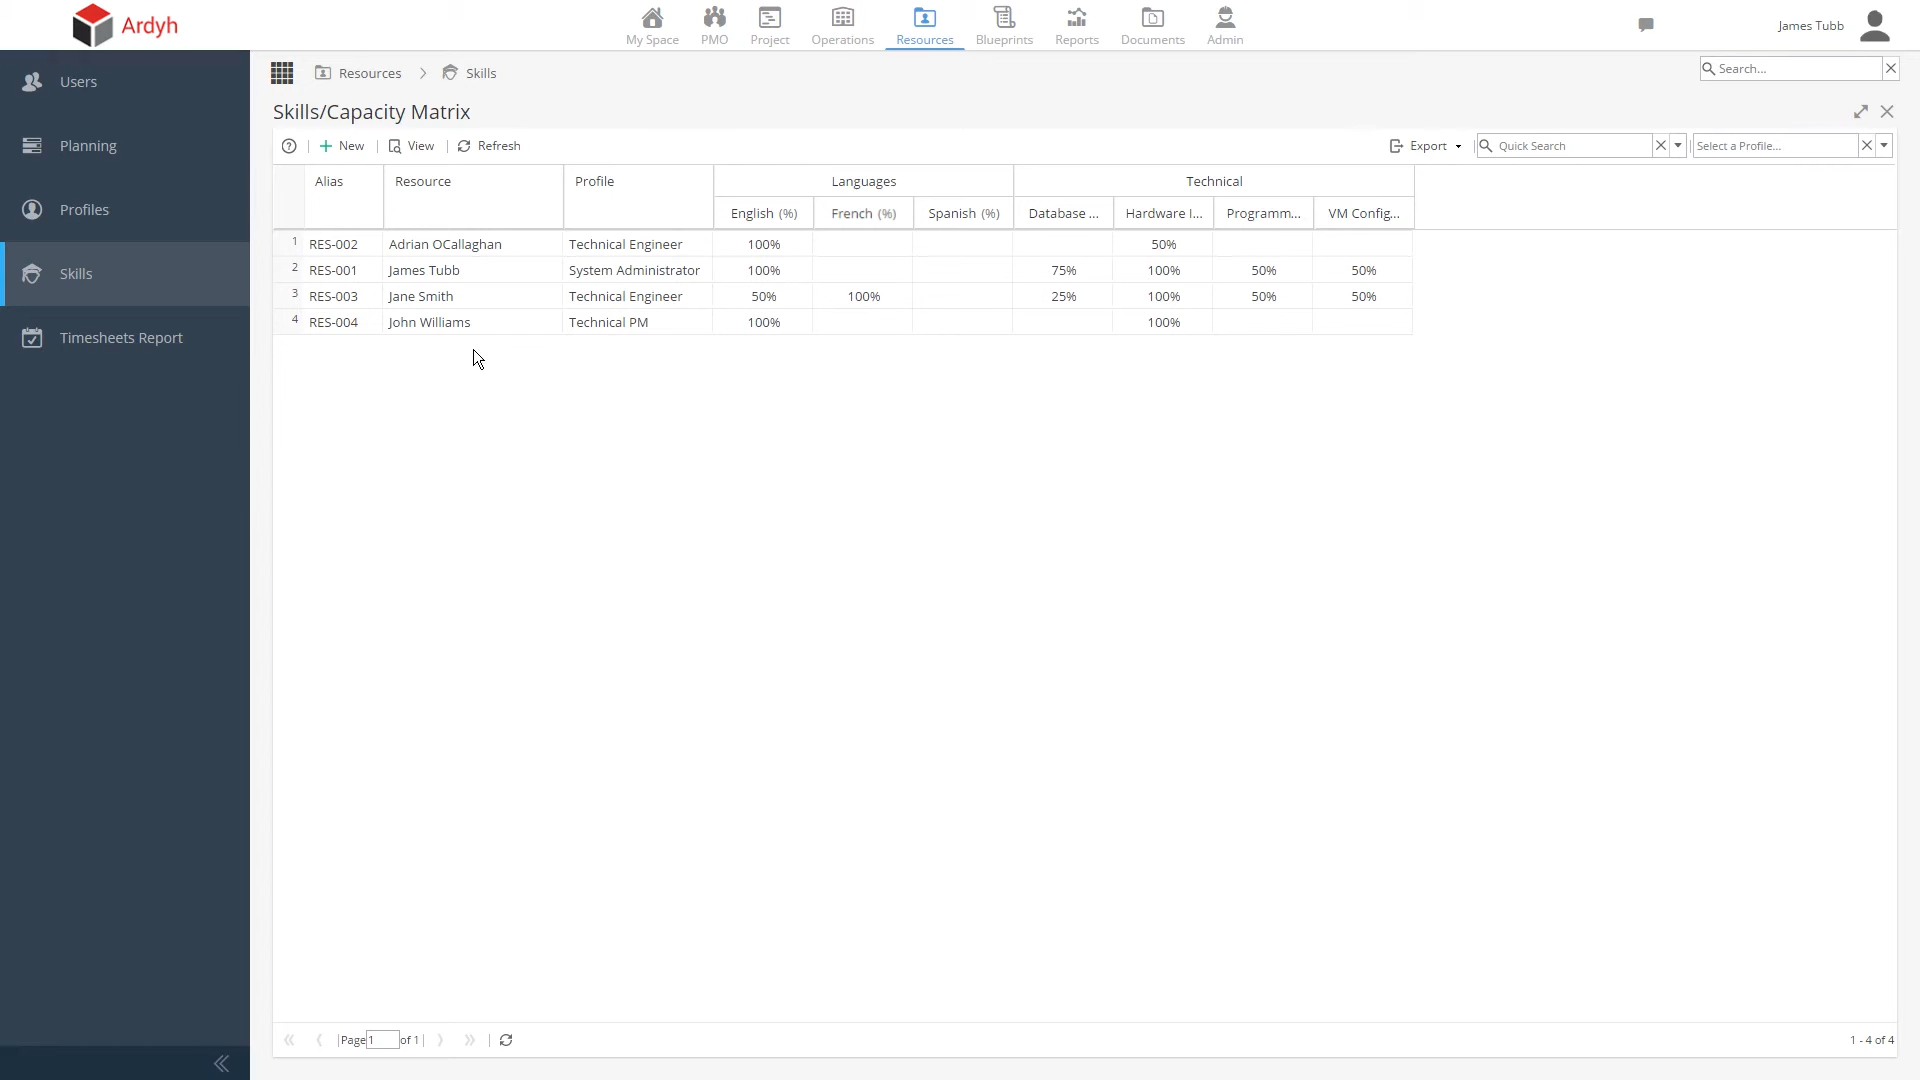 Ardyh
My Space PMO Project Operations Resources Blueprints Reports Documents Admin
James Tubb
Users
Planning
Profiles
Skills
Timesheets Report
Resources Skills
Search...
Skills/Capacity Matrix
New View Refresh Export Quick Search Select a Profile...
Alias Resource Profile Languages Technical
English (%) French (%) Spanish (%) Database ... Hardware I... Programm... VM Config...
1 RES-002 Adrian OCallaghan Technical Engineer 100% 50%
2 RES-001 James Tubb System Administrator 100% 75% 100% 50% 50%
3 RES-003 Jane Smith Technical Engineer 50% 100% 25% 100% 50% 50%
4 RES-004 John Williams Technical PM 100% 100%
Page 1 of 1
1 - 4 of 4